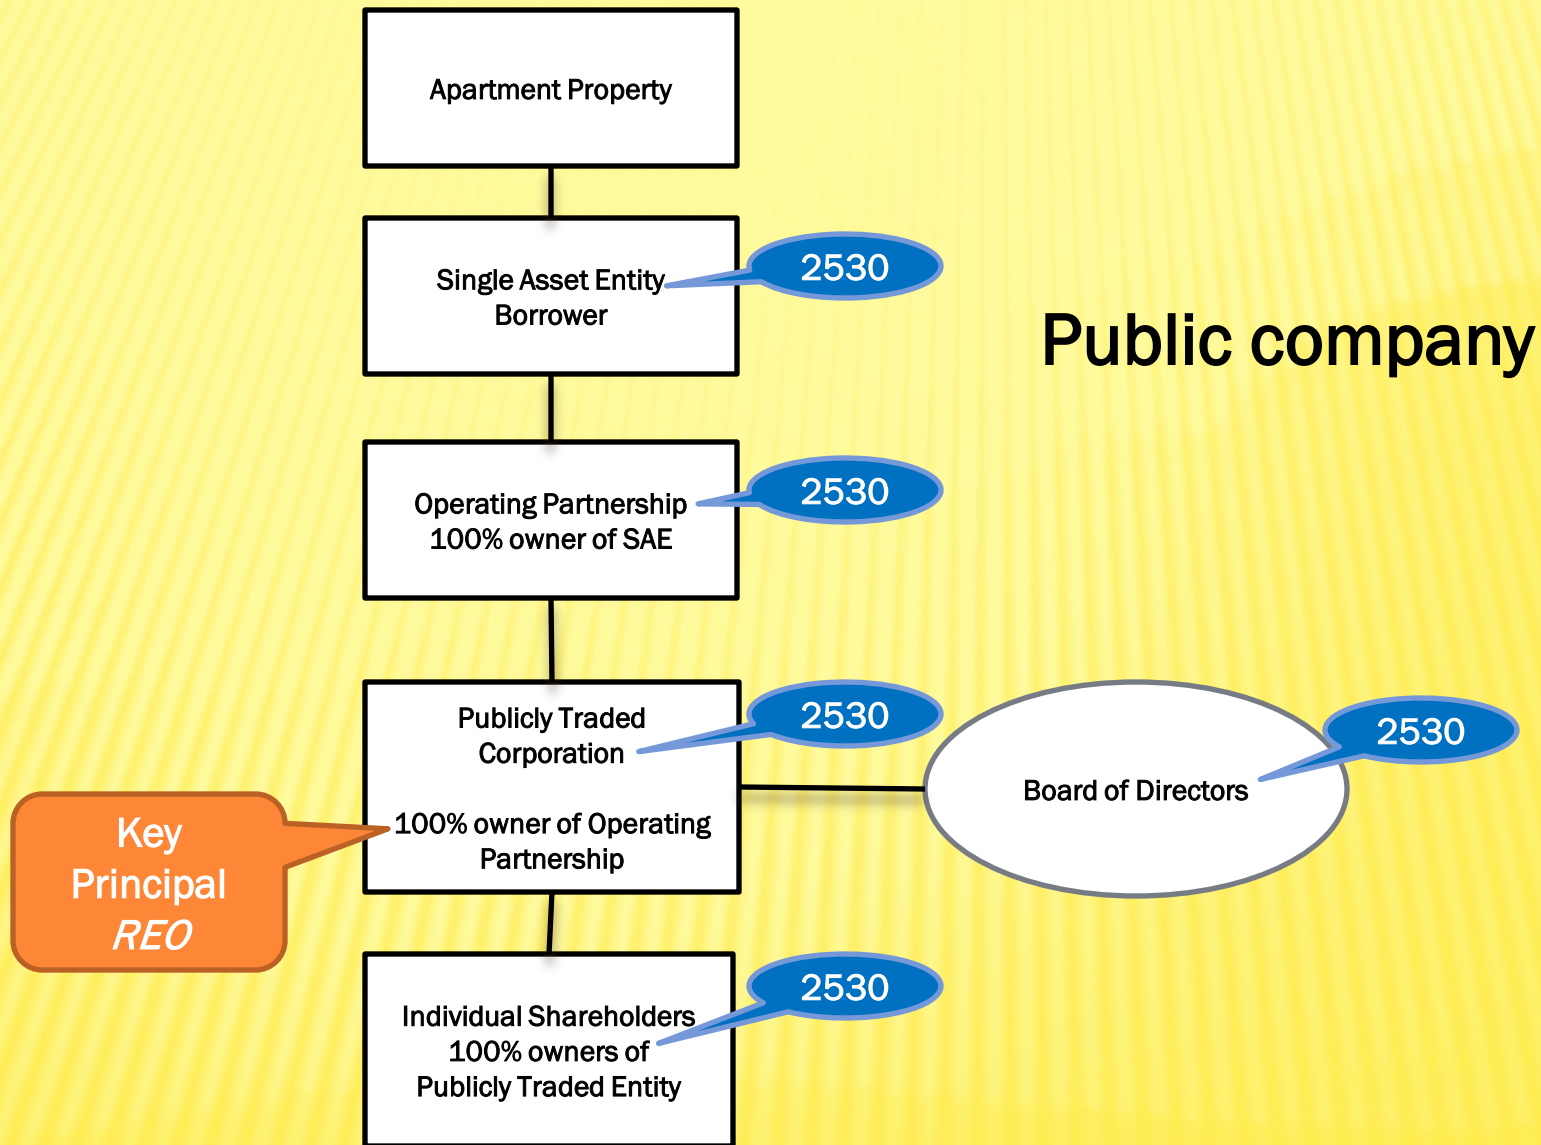 Apartment Property
Single Asset Entity
Borrower
2530
Public company
Operating Partnership
100% owner of SAE
2530
Publicly Traded
Corporation
100% owner of Operating
Partnership
2530
Board of Directors
2530
Key
Principal
REO
Individual Shareholders
100% owners of
Publicly Traded Entity
2530